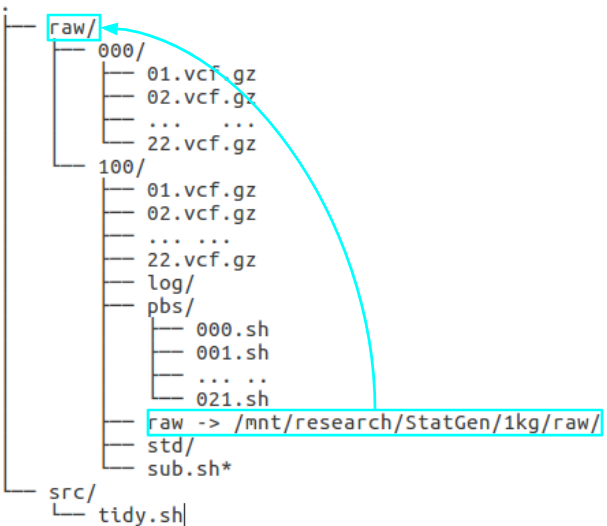 .
├── raw/
│   ├── 000/
│   │   ├── 01.vcf.gz
│   │   ├── 02.vcf.gz
│   │   ├── ...   ...
│   │   └── 22.vcf.gz
│   └── 100/
│       ├── 01.vcf.gz
│       ├── 02.vcf.gz
│       ├── ... ...
│       ├── 22.vcf.gz
│       ├── log/
│       ├── pbs/
│       │   ├── 000.sh
│       │   ├── 001.sh
│       │   ├── ... ..
│       │   └── 021.sh
│       ├── raw -> /mnt/research/StatGen/1kg/raw/
│       ├── std/
│       └── sub.sh*
└── src/
    └── tidy.sh